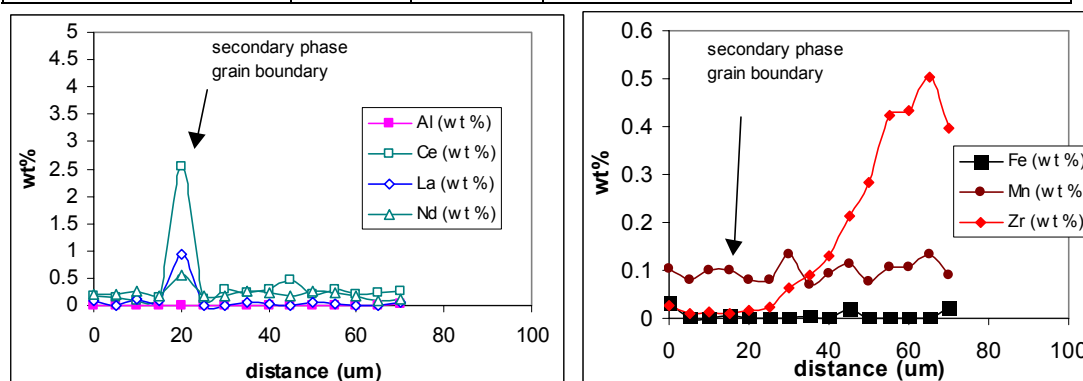 5
4.5
4
3.5
3
2.5
2
1.5
1
0.5
0
wt%
secondary phase
grain boundary
Al (wt %)
Ce (wt %)
La (wt %)
Nd (wt %)
0 20 40 60 80 100
distance (um)
0.6
0.5
0.4
0.3
0.2
0.1
0
wt%
secondary phase
grain boundary
Fe (wt %)
Mn (wt %
Zr (wt %)
0 20 40 60 80 100
distance (um)